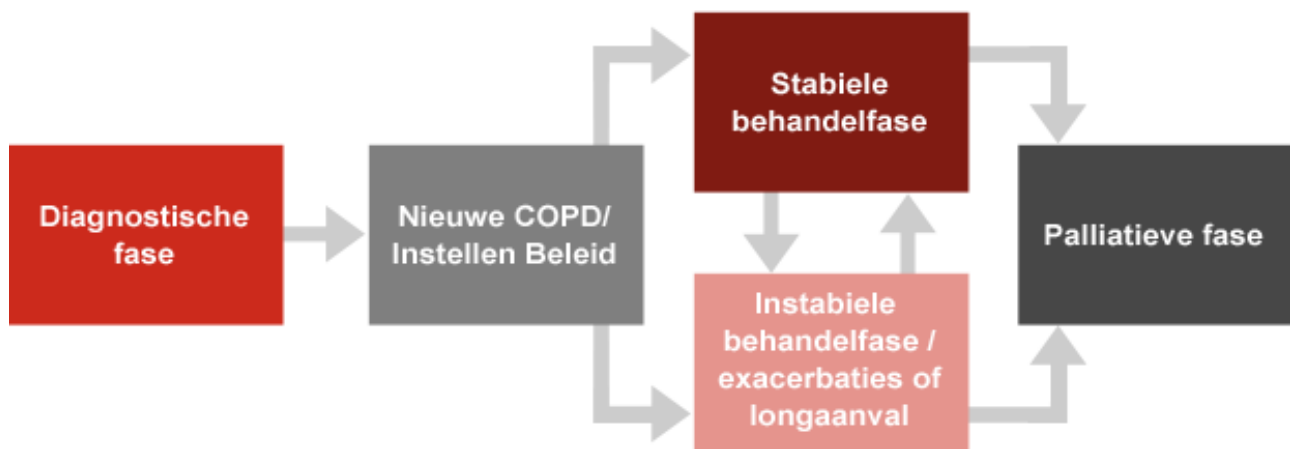 Diagnostische
fase
Nieuwe COPD/
Instellen Beleid
Stabiele
behandelfase
Instabiele
behandelfase /
exacerbaties of
longaanval
Palliatieve fase